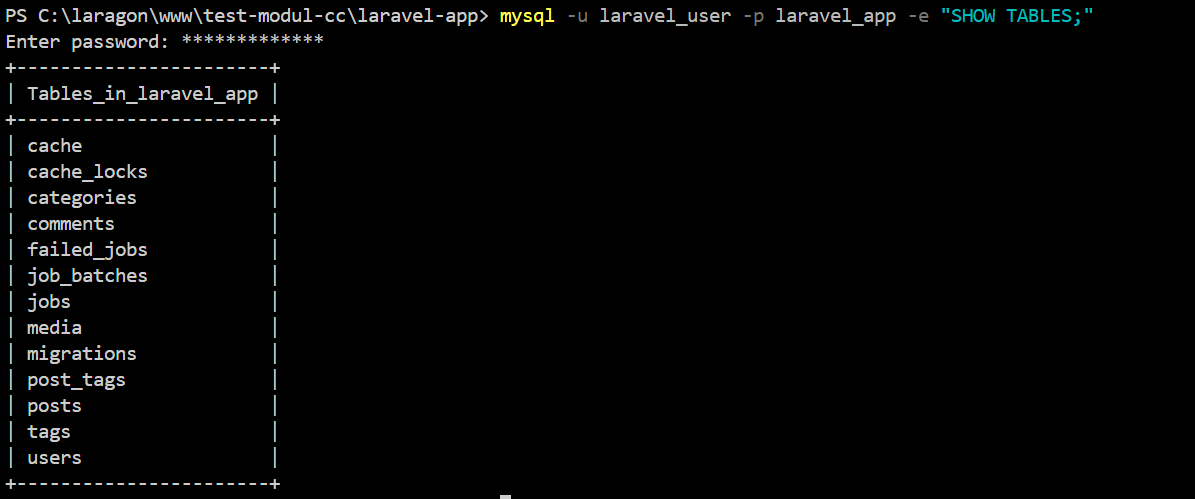 PS C:\laragon\www\test-modul-cc\laravel-app> mysql -u laravel_user -p laravel_app -e "SHOW TABLES;"
Enter password: *************
+-----------------------+
| Tables_in_laravel_app |
+-----------------------+
| cache                 |
| cache_locks           |
| categories            |
| comments              |
| failed_jobs           |
| job_batches           |
| jobs                  |
| media                 |
| migrations            |
| post_tags             |
| posts                 |
| tags                  |
| users                 |
+-----------------------+